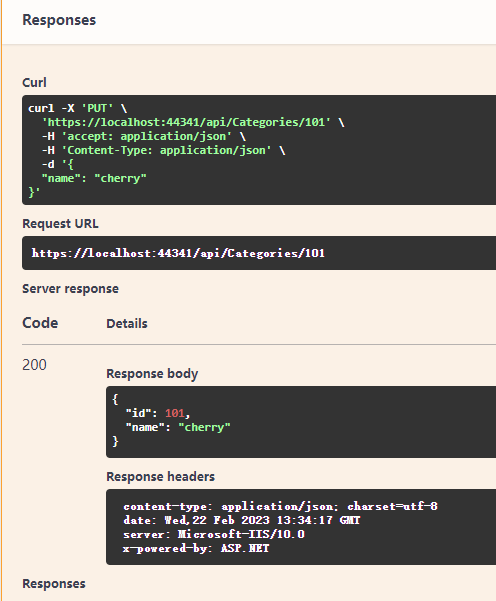 Responses
Curl
curl -X 'PUT' \
'https://localhost:44341/api/Categories/101' \
-H 'accept: application/json' \
-H 'Content-Type: application/json' \
-d '{
"name": "cherry"
}'
Request URL
https://localhost:44341/api/Categories/101
Server response
Code Details
200
Response body
{
"id": 101,
"name": "cherry"
}
Response headers
content-type: application/json; charset=utf-8
date: Wed,22 Feb 2023 13:34:17 GMT
server: Microsoft-IIS/10.0
x-powered-by: ASP.NET
Responses